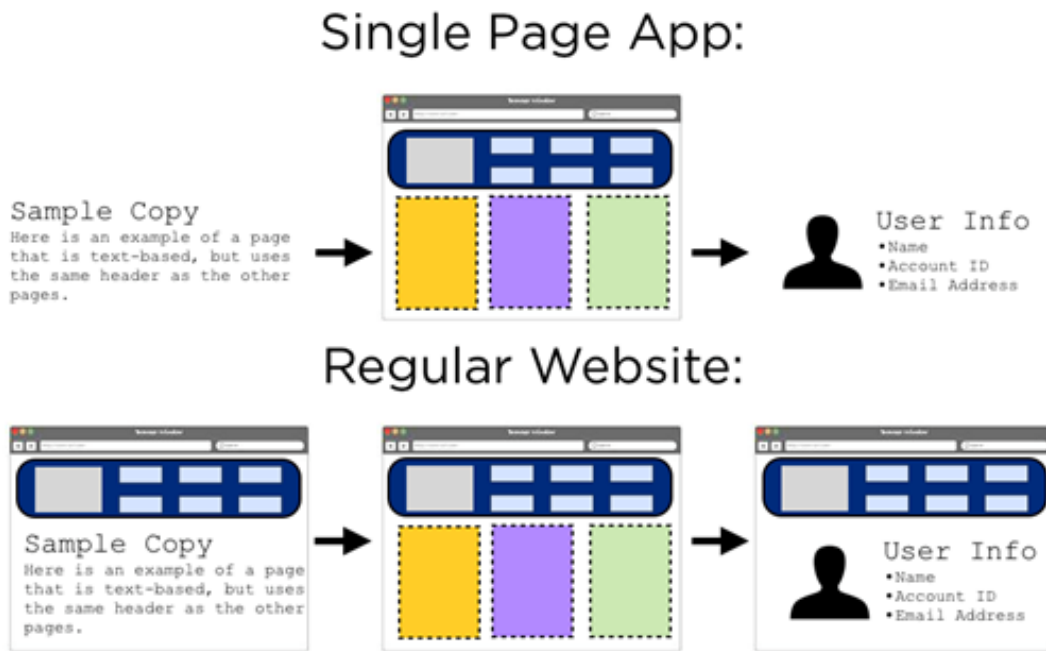 Single Page App:
Sample Copy
Here is an example of a page
that is text-based, but uses
the same header as the other
pages.
User Info
•Name
•Account ID
•Email Address
Regular Website:
Sample Copy
Here is an example of a page
that is text-based, but uses
the same header as the other
pages.
User Info
•Name
•Account ID
•Email Address